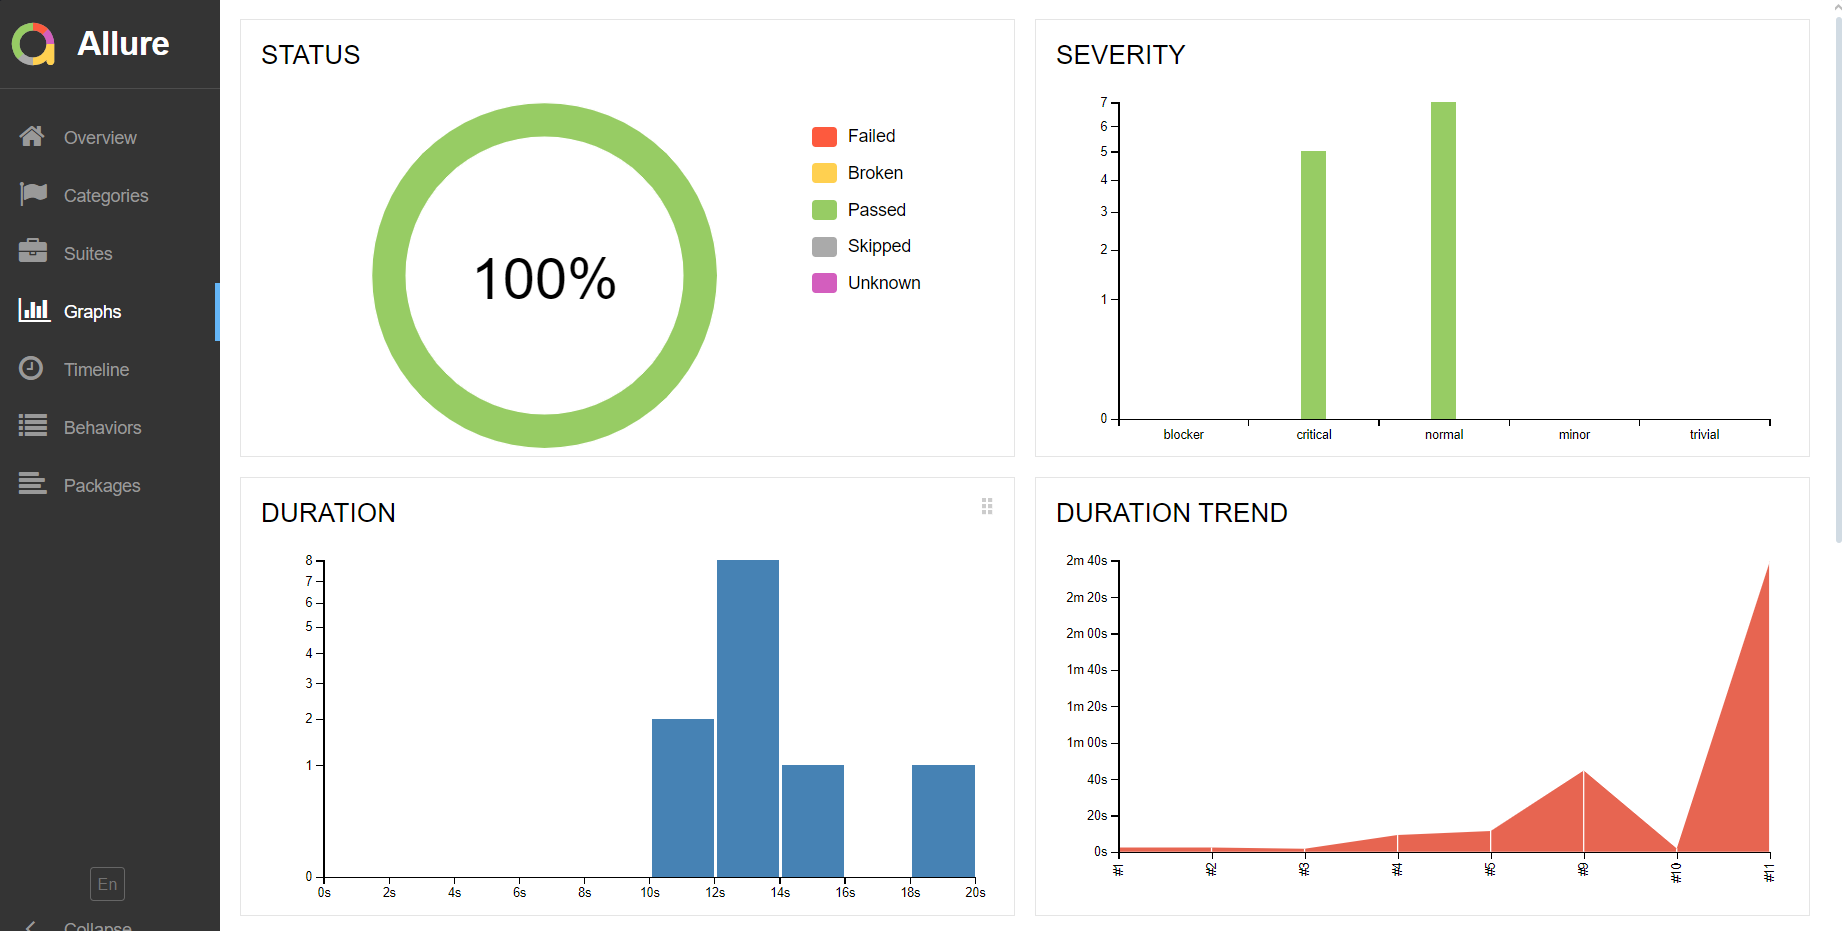 Allure
Overview
Categories
Suites
Graphs
Timeline
Behaviors
Packages
En
Collapse
STATUS
100%
Failed
Broken
Passed
Skipped
Unknown
SEVERITY
7
6
5
4
3
2
1
0
blocker critical normal minor trivial
DURATION
8
7
6
5
4
3
2
1
0
0s 2s 4s 6s 8s 10s 12s 14s 16s 18s 20s
DURATION TREND
2m 40s
2m 20s
2m 00s
1m 40s
1m 20s
1m 00s
40s
20s
0s
#1 #2 #3 #4 #5 #9 #10 #11